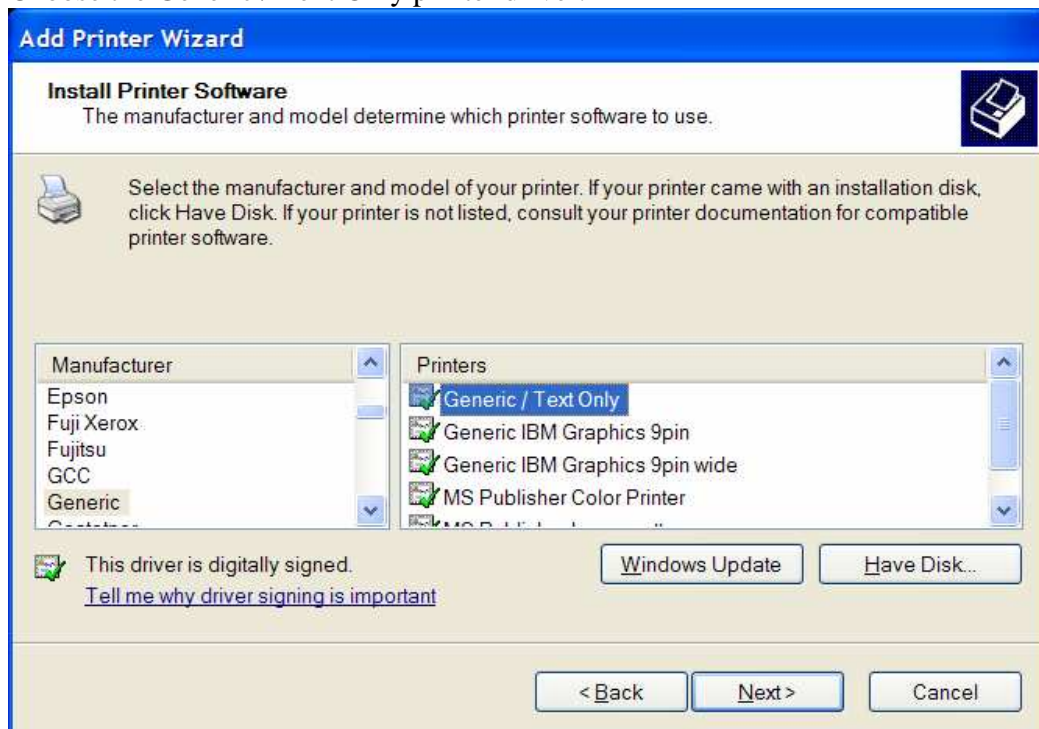 Add Printer Wizard
Install Printer Software
The manufacturer and model determine which printer software to use.
Select the manufacturer and model of your printer. If your printer came with an installation disk,
click Have Disk. If your printer is not listed, consult your printer documentation for compatible
printer software.
Manufacturer
Epson
Fuji Xerox
Fujitsu
GCC
Generic
Printers
Generic / Text Only
Generic IBM Graphics 9pin
Generic IBM Graphics 9pin wide
MS Publisher Color Printer
This driver is digitally signed.
Tell me why driver signing is important
Windows Update
Have Disk...
< Back
Next >
Cancel